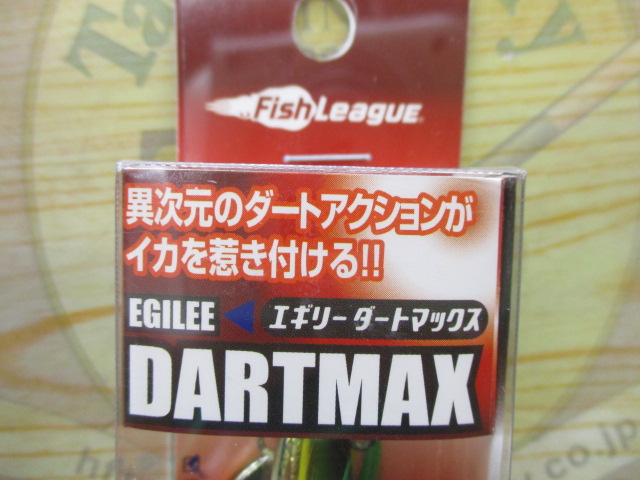 FishLeague
異次元のダートアクションが
イカを惹き付ける!!
EGILEE エギリー ダートマックス
DARTMAX